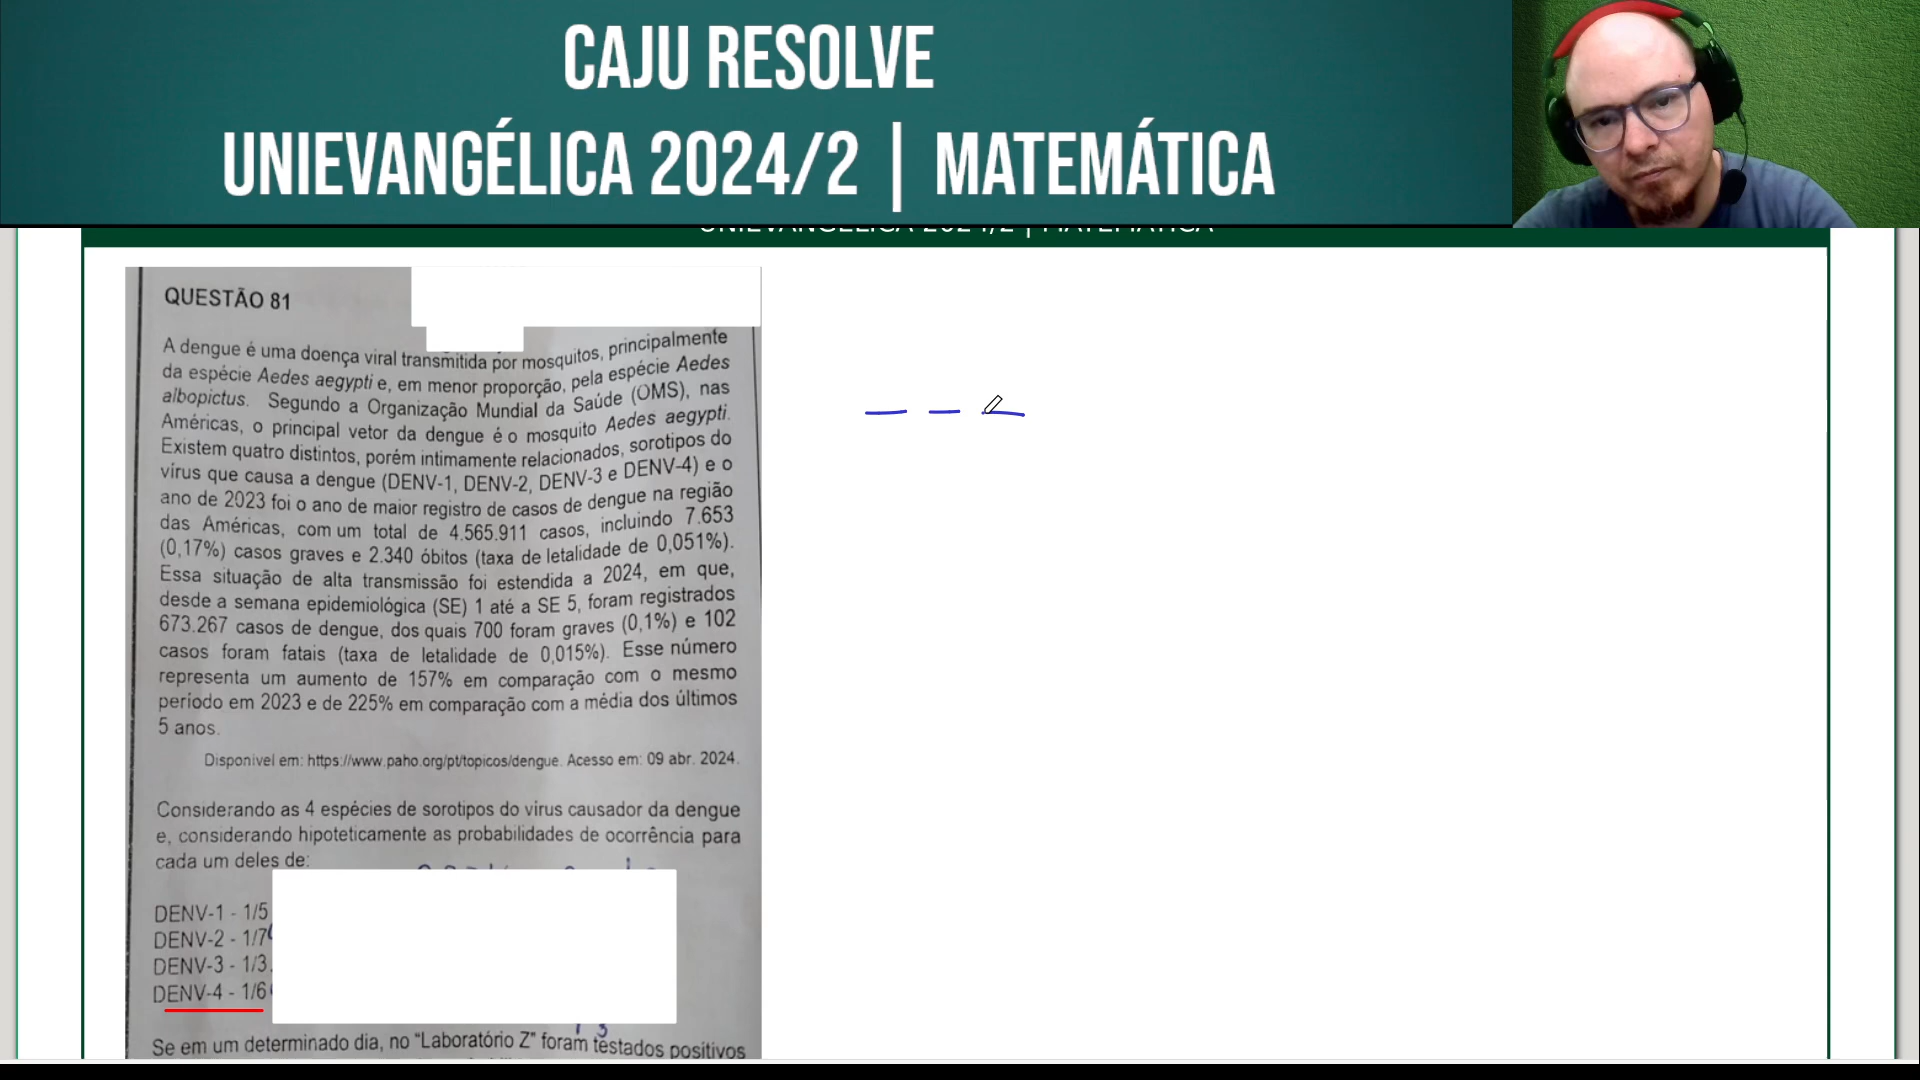 CAJU RESOLVE
UNIEVANGÉLICA 2024/2 | MATEMÁTICA
UNIEVANGÉLICA 2024/2 | MATEMÁTICA
QUESTÃO 81
A dengue é uma doença viral transmitida por mosquitos, principalmente
da espécie Aedes aegypti e, em menor proporção, pela espécie Aedes
albopictus. Segundo a Organização Mundial da Saúde (OMS), nas
Américas, o principal vetor da dengue é o mosquito Aedes aegypti.
Existem quatro distintos, porém intimamente relacionados, sorotipos do
vírus que causa a dengue (DENV-1, DENV-2, DENV-3 e DENV-4) e o
ano de 2023 foi o ano de maior registro de casos de dengue na região
das Américas, com um total de 4.565.911 casos, incluindo 7.653
(0,17%) casos graves e 2.340 óbitos (taxa de letalidade de 0,051%).
Essa situação de alta transmissão foi estendida a 2024, em que,
desde a semana epidemiológica (SE) 1 até a SE 5, foram registrados
673.267 casos de dengue, dos quais 700 foram graves (0,1%) e 102
casos foram fatais (taxa de letalidade de 0,015%). Esse número
representa um aumento de 157% em comparação com o mesmo
período em 2023 e de 225% em comparação com a média dos últimos
5 anos.
Disponível em: https://www.paho.org/pt/topicos/dengue. Acesso em: 09 abr. 2024.
Considerando as 4 espécies de sorotipos do vírus causador da dengue
e, considerando hipoteticamente as probabilidades de ocorrência para
cada um deles de:
DENV-1 - 1/5
DENV-2 - 1/7
DENV-3 - 1/3
DENV-4 - 1/6
Se em um determinado dia, no “Laboratório Z” foram testados positivos